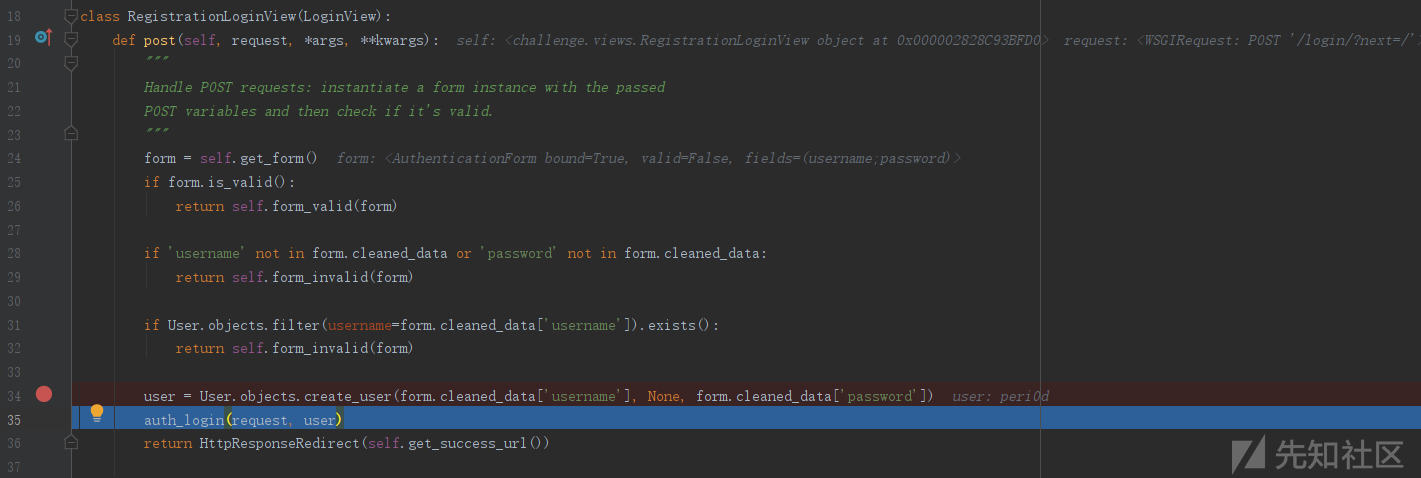 18 class RegistrationLoginView(LoginView):
19 def post(self, request, *args, **kwargs): self: <challenge.views.RegistrationLoginView object at 0x000002828C93BFD0> request: <WSGIRequest: POST '/login/?next=/'>
20 """
21 Handle POST requests: instantiate a form instance with the passed
22 POST variables and then check if it's valid.
23 """
24 form = self.get_form() form: <AuthenticationForm bound=True, valid=False, fields=(username;password)>
25 if form.is_valid():
26 return self.form_valid(form)
27
28 if 'username' not in form.cleaned_data or 'password' not in form.cleaned_data:
29 return self.form_invalid(form)
30
31 if User.objects.filter(username=form.cleaned_data['username']).exists():
32 return self.form_invalid(form)
33
34 user = User.objects.create_user(form.cleaned_data['username'], None, form.cleaned_data['password']) user: peri0d
35 auth_login(request, user)
36 return HttpResponseRedirect(self.get_success_url())
37
先知社区